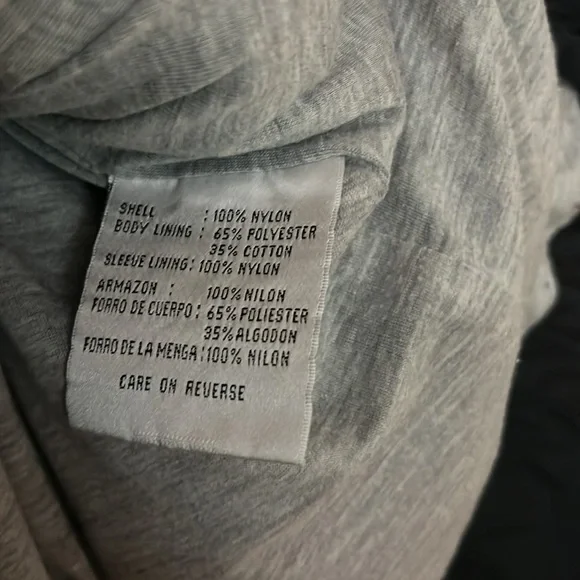 SHELL : 100% NYLON
BODY LINING : 65% POLYESTER
35% COTTON
SLEEVE LINING : 100% NYLON
ARMAZON : 100% NILON
FORRO DE CUERPO : 65% POLIESTER
35% ALGODON
FORRO DE LA MENGA : 100% NILON
CARE ON REVERSE